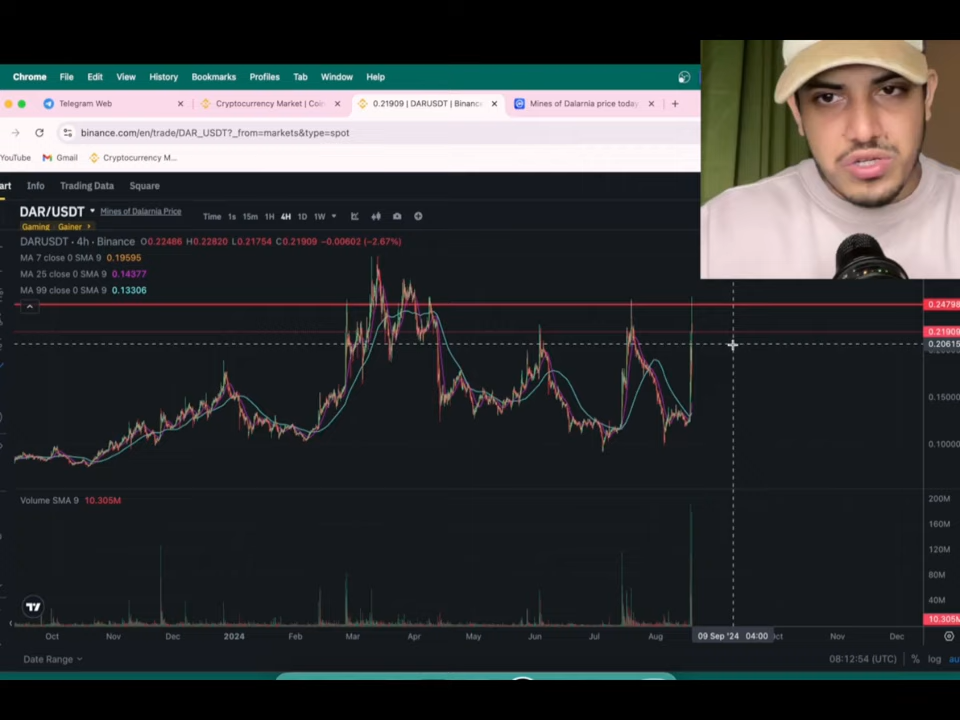 Chrome File Edit View History Bookmarks Profiles Tab Window Help
Telegram Web Cryptocurrency Market | Coin 0.21909 | DARUSDT | Binance Mines of Dalarnia price today
binance.com/en/trade/DAR_USDT?_from=markets&type=spot
YouTube Gmail Cryptocurrency M...
art Info Trading Data Square
DAR/USDT Mines of Dalarnia Price Time 1s 15m 1H 4H 1D 1W
Gaming Gainer
DARUSDT · 4h · Binance O0.22486 H0.22820 L0.21754 C0.21909 −0.00602 (−2.67%)
MA 7 close 0 SMA 9 0.19595
MA 25 close 0 SMA 9 0.14377
MA 99 close 0 SMA 9 0.13306
0.24798
0.21909
0.20615
0.15000
0.10000
Volume SMA 9 10.305M
200M
160M
120M
80M
40M
10.305M
Oct Nov Dec 2024 Feb Mar Apr May Jun Jul Aug 09 Sep '24 04:00 ct Nov Dec
Date Range 08:12:54 (UTC) % log au